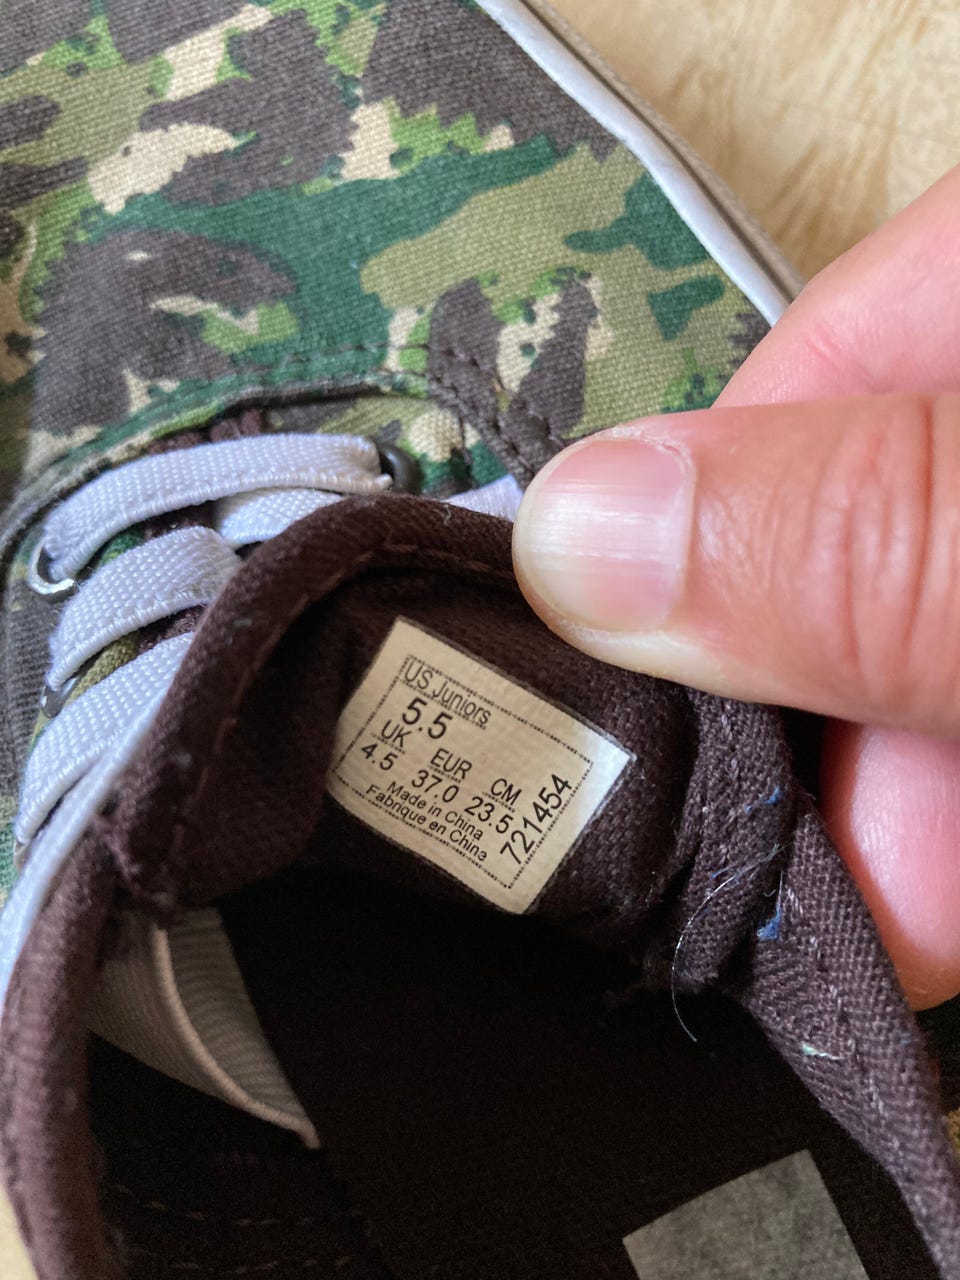 US Juniors
5.5
UK EUR CM
4.5 37.0 23.5
Made in China
Fabrique en Chine
721454